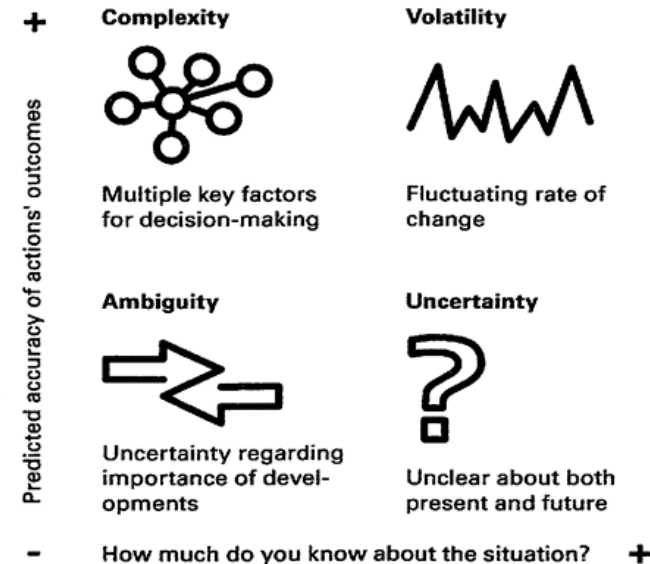 +
Complexity
Multiple key factors
for decision-making
Volatility
Fluctuating rate of
change
Predicted accuracy of actions' outcomes
Ambiguity
Uncertainty regarding
importance of devel-
opments
Uncertainty
?
Unclear about both
present and future
-
How much do you know about the situation?
+